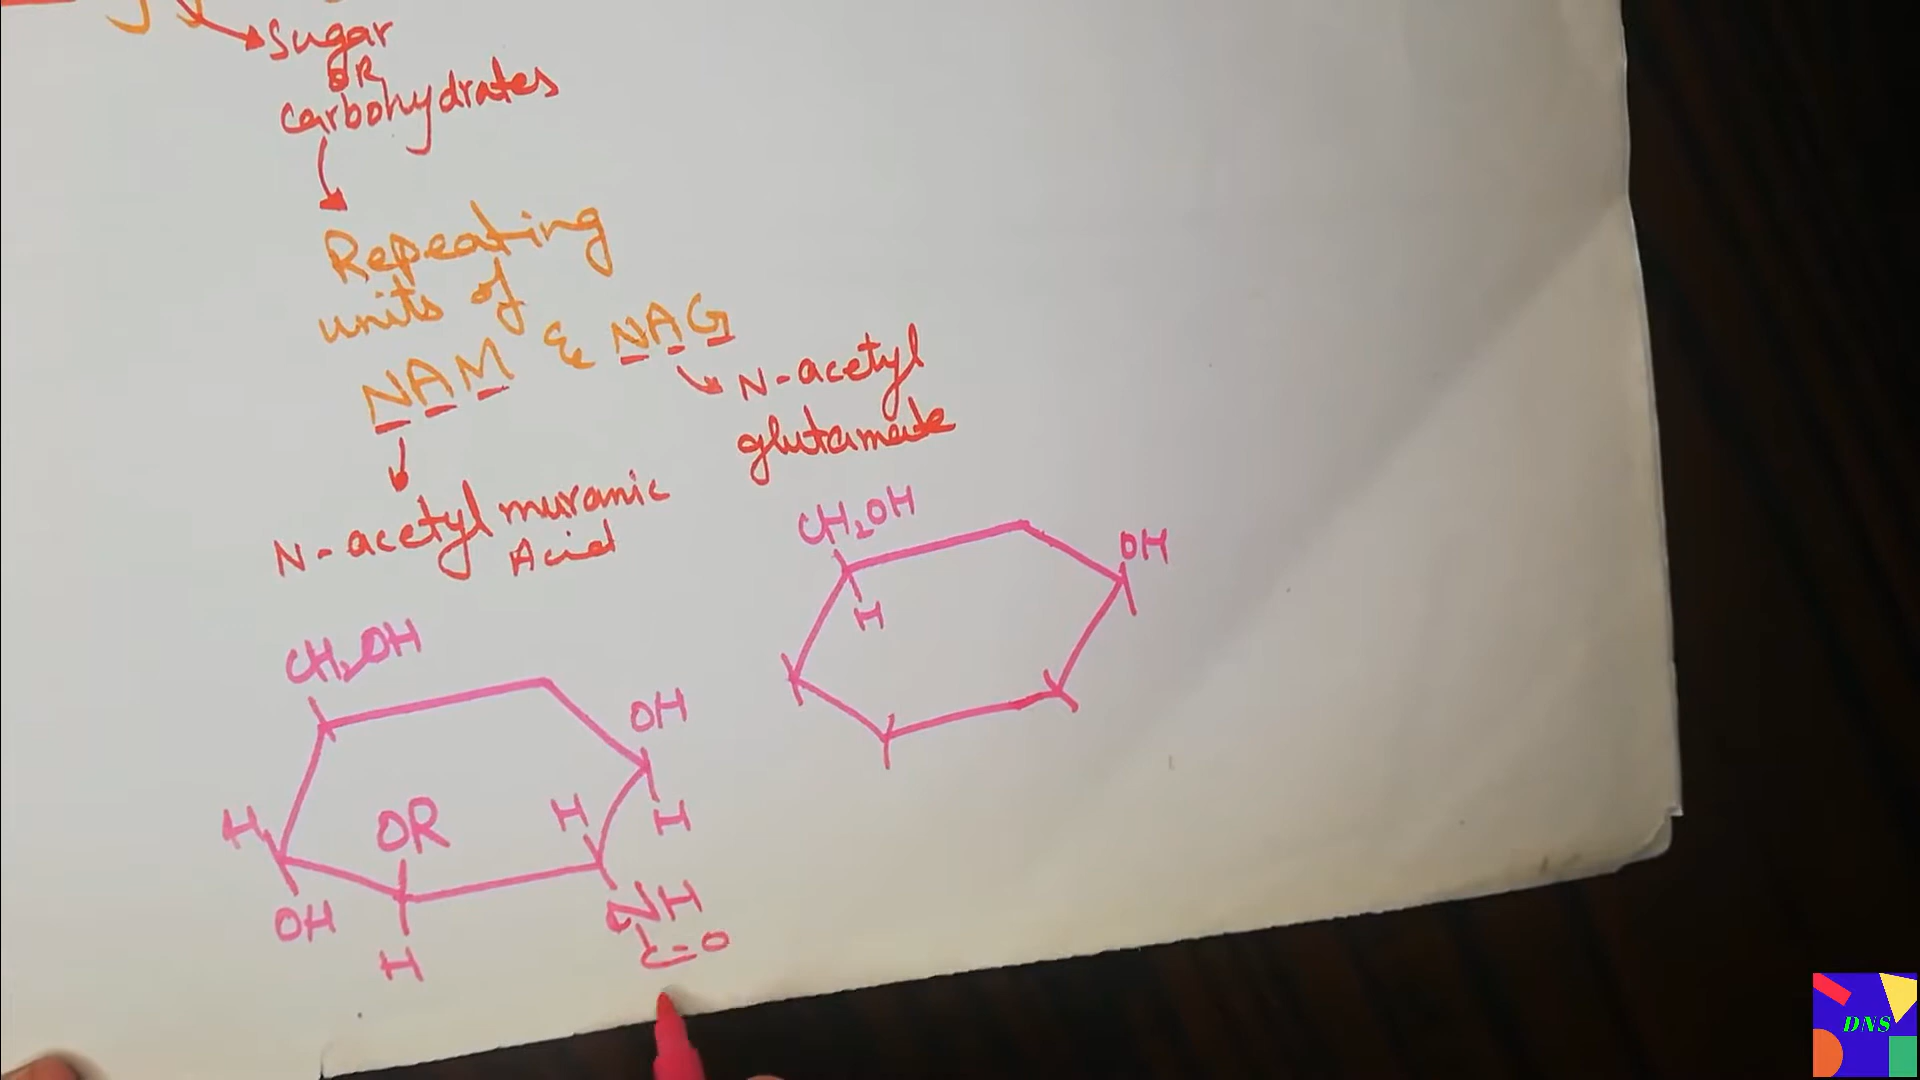 Sugar
OR
carbohydrates
Repeating
units of
NAM & NAG
N-acetyl
glutamate
N-acetyl muramic
Acid
CH₂OH
OH
H
CH₂OH
OH
H
OR
H
H
OH
NH
H
C=O
DNS